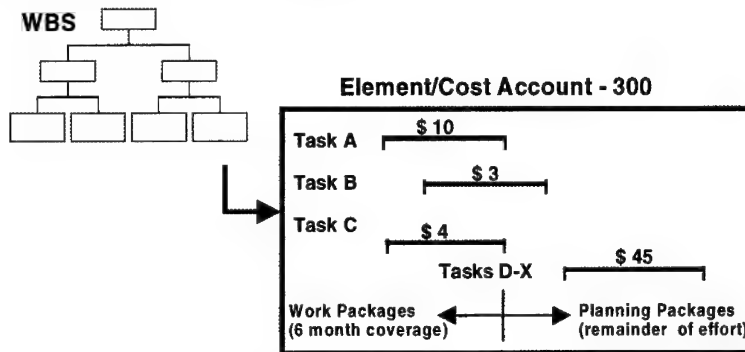 WBS
Element/Cost Account - 300
Task A
$ 10
Task B
$ 3
Task C
$ 4
Tasks D-X
$ 45
Work Packages
(6 month coverage)
Planning Packages
(remainder of effort)